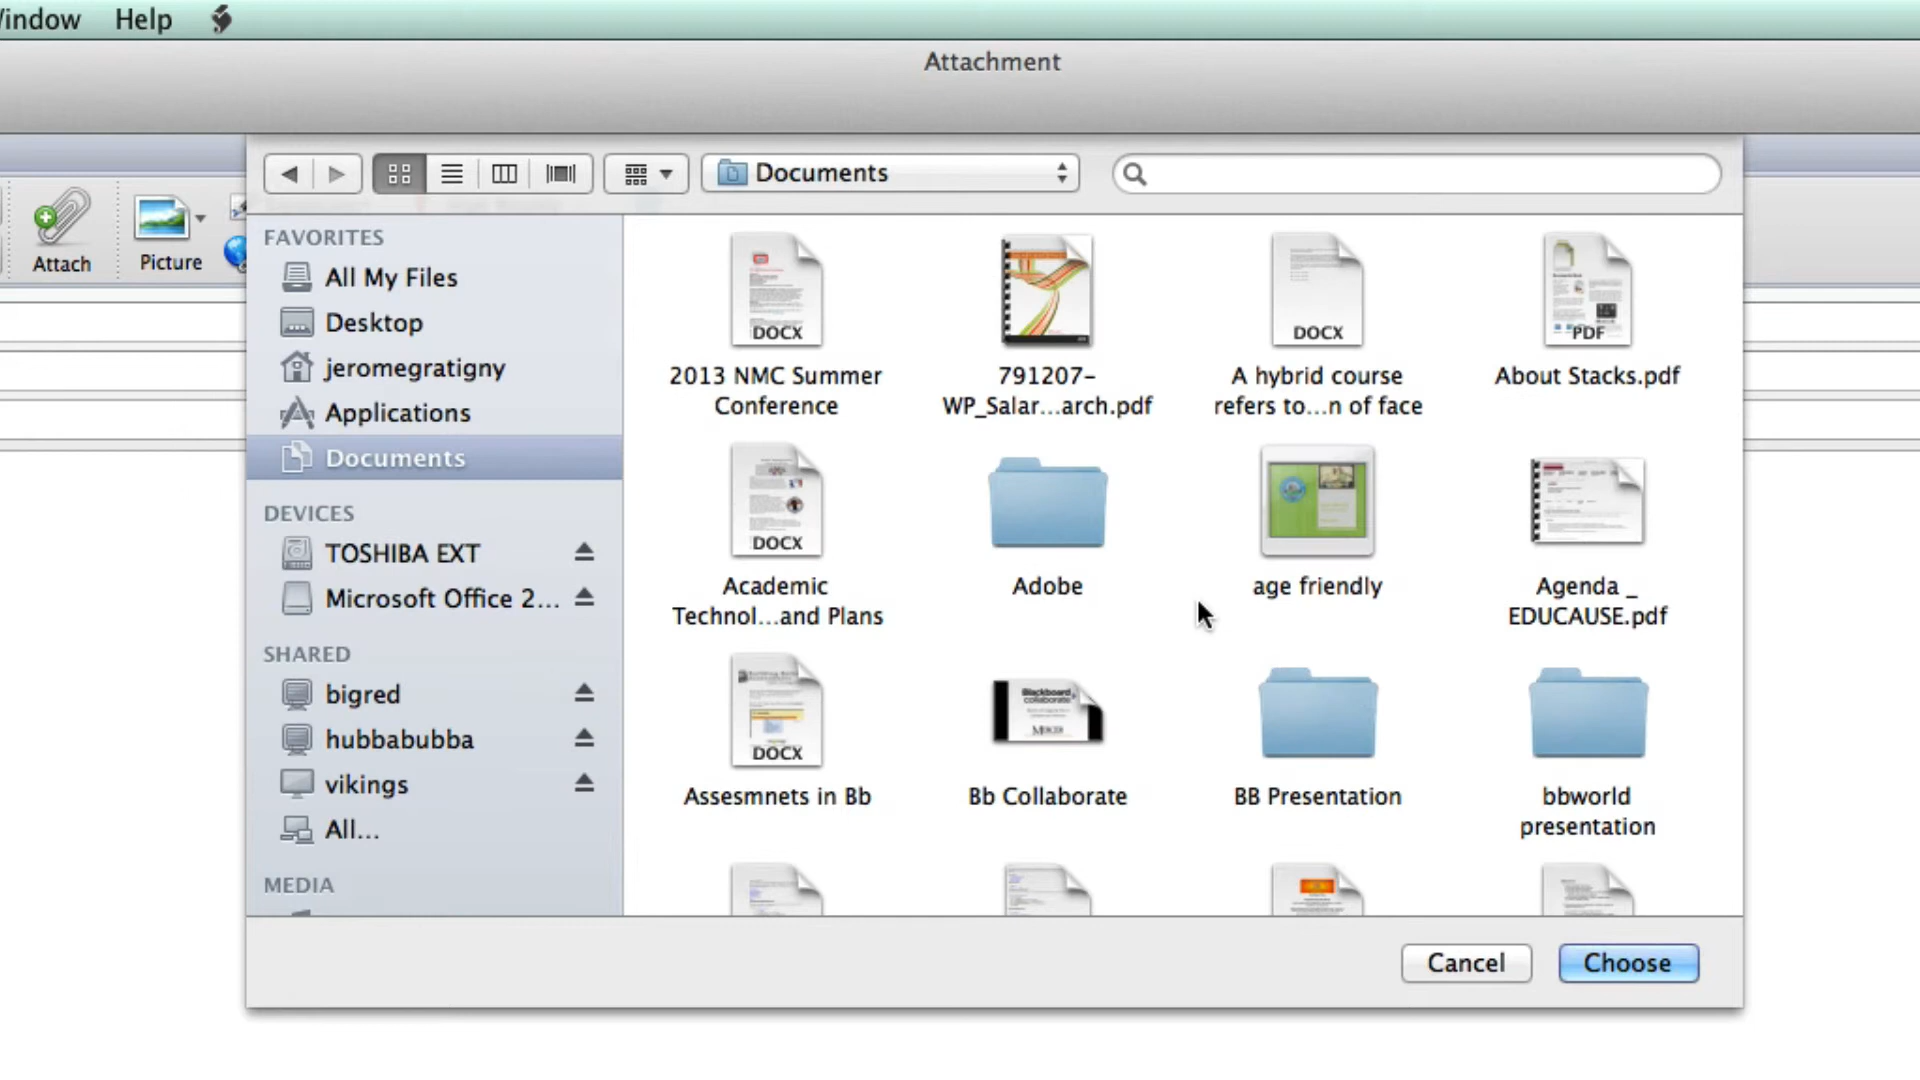 Window Help
Attachment
Documents
Attach
Picture
FAVORITES
All My Files
Desktop
jeromegratigny
Applications
Documents
DEVICES
TOSHIBA EXT
Microsoft Office 2...
SHARED
bigred
hubbabubba
vikings
All...
MEDIA
DOCX
2013 NMC Summer
Conference
791207-
WP_Salar...arch.pdf
DOCX
A hybrid course
refers to...n of face
PDF
About Stacks.pdf
DOCX
Academic
Technol...and Plans
Adobe
age friendly
Agenda _
EDUCAUSE.pdf
DOCX
Assesmnets in Bb
Blackboard
collaborate
Bb Collaborate
BB Presentation
bbworld
presentation
Cancel
Choose